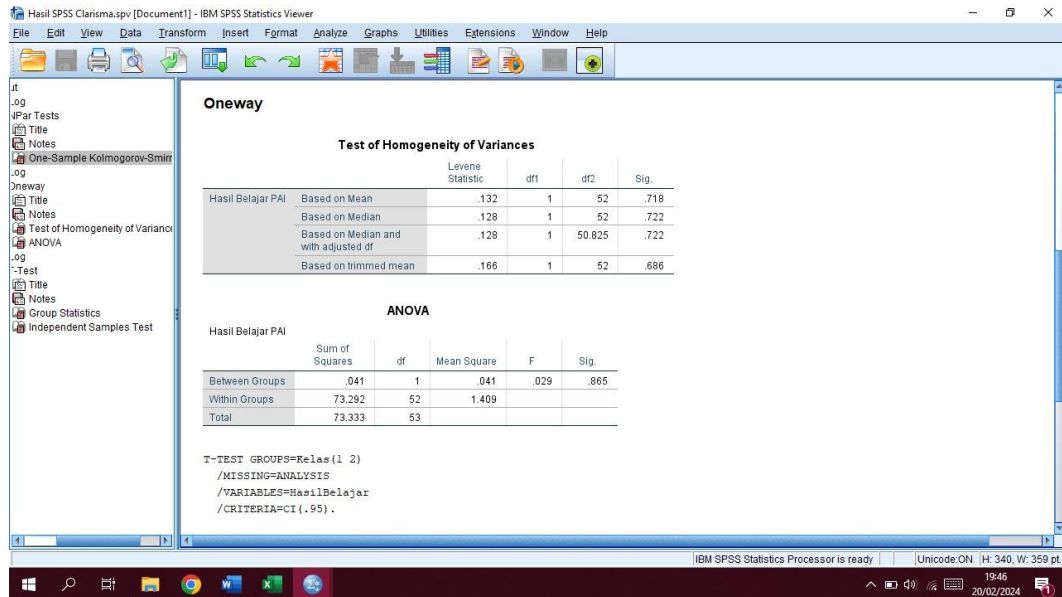 Hasil SPSS Clarisma.spv [Document1] - IBM SPSS Statistics Viewer
File Edit View Data Transform Insert Format Analyze Graphs Utilities Extensions Window Help
ut
.og
NPar Tests
Title
Notes
One-Sample Kolmogorov-Smirn
.og
Oneway
Title
Notes
Test of Homogeneity of Variance
ANOVA
.og
T-Test
Title
Notes
Group Statistics
Independent Samples Test
Oneway
Test of Homogeneity of Variances
Levene Statistic df1 df2 Sig.
Hasil Belajar PAI Based on Mean .132 1 52 .718
Based on Median .128 1 52 .722
Based on Median and with adjusted df .128 1 50.825 .722
Based on trimmed mean .166 1 52 .686
ANOVA
Hasil Belajar PAI
Sum of Squares df Mean Square F Sig.
Between Groups .041 1 .041 .029 .865
Within Groups 73.292 52 1.409
Total 73.333 53
T-TEST GROUPS=Kelas(1 2)
/MISSING=ANALYSIS
/VARIABLES=HasilBelajar
/CRITERIA=CI(.95).
IBM SPSS Statistics Processor is ready Unicode:ON H: 340, W: 359 pt.
19:46
20/02/2024